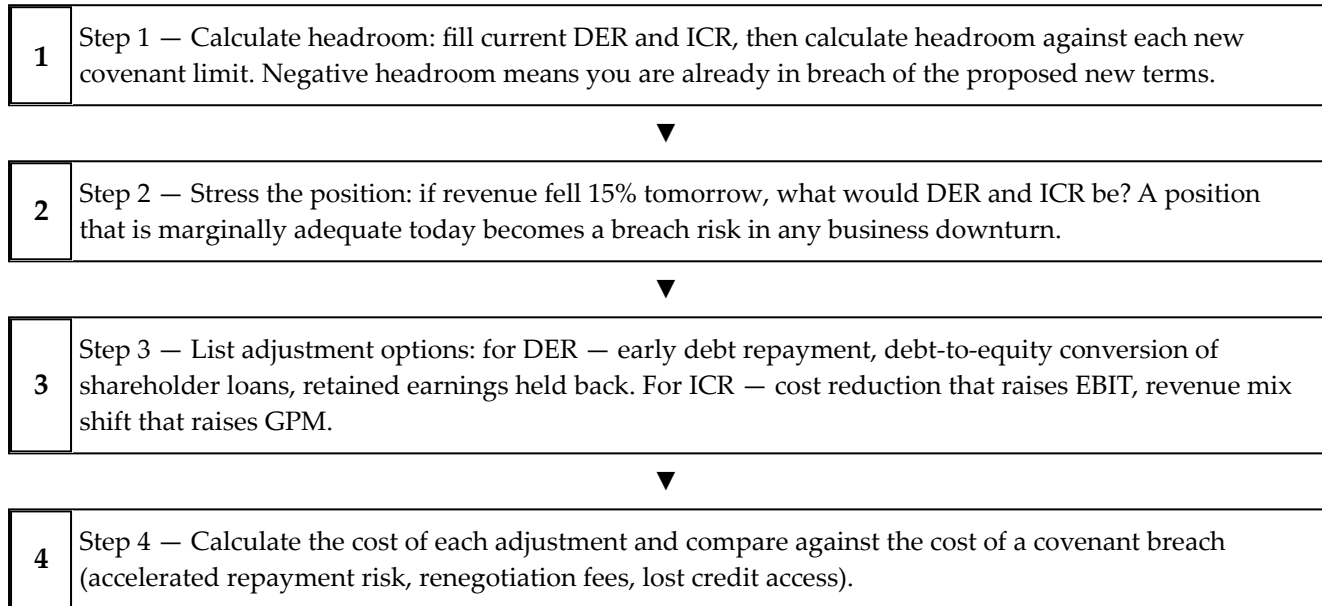 1
Step 1 — Calculate headroom: fill current DER and ICR, then calculate headroom against each new
covenant limit. Negative headroom means you are already in breach of the proposed new terms.
▼
2
Step 2 — Stress the position: if revenue fell 15% tomorrow, what would DER and ICR be? A position
that is marginally adequate today becomes a breach risk in any business downturn.
▼
3
Step 3 — List adjustment options: for DER — early debt repayment, debt-to-equity conversion of
shareholder loans, retained earnings held back. For ICR — cost reduction that raises EBIT, revenue mix
shift that raises GPM.
▼
4
Step 4 — Calculate the cost of each adjustment and compare against the cost of a covenant breach
(accelerated repayment risk, renegotiation fees, lost credit access).